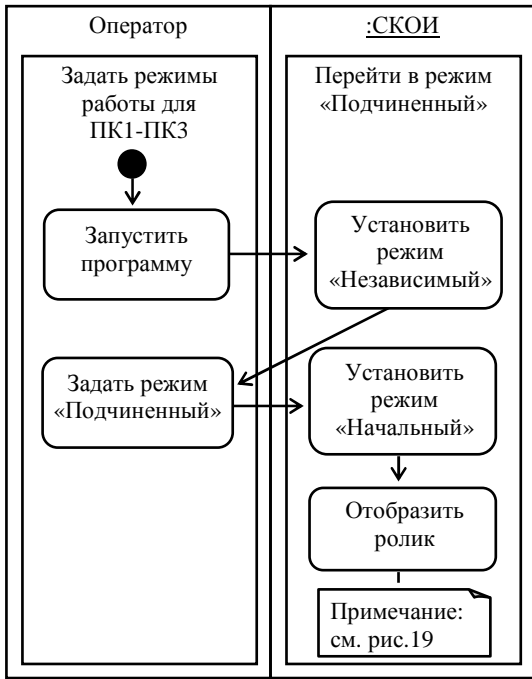 Оператор
:СКОИ
Задать режимы
работы для
ПК1-ПК3
Перейти в режим
«Подчиненный»
Запустить
программу
Установить
режим
«Независимый»
Задать режим
«Подчиненный»
Установить
режим
«Начальный»
Отобразить
ролик
Примечание:
см. рис.19